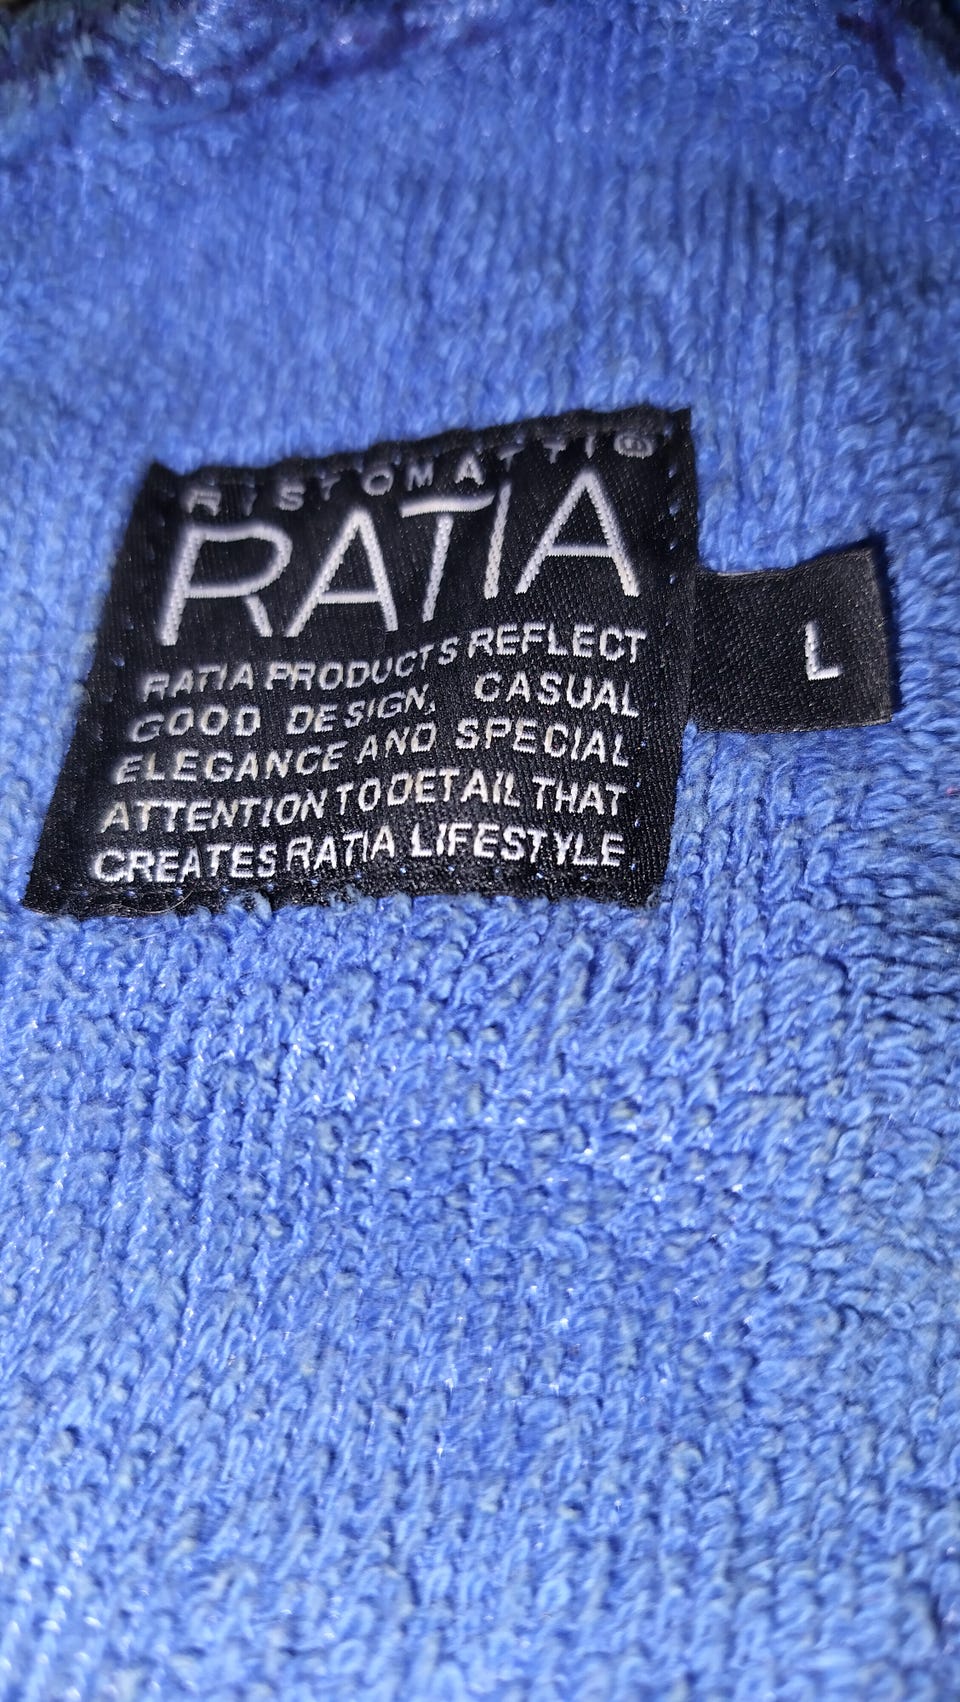 RISTOMATTI®
RATIA
RATIA PRODUCTS REFLECT
GOOD DESIGN, CASUAL
ELEGANCE AND SPECIAL
ATTENTION TO DETAIL THAT
CREATES RATIA LIFESTYLE
L